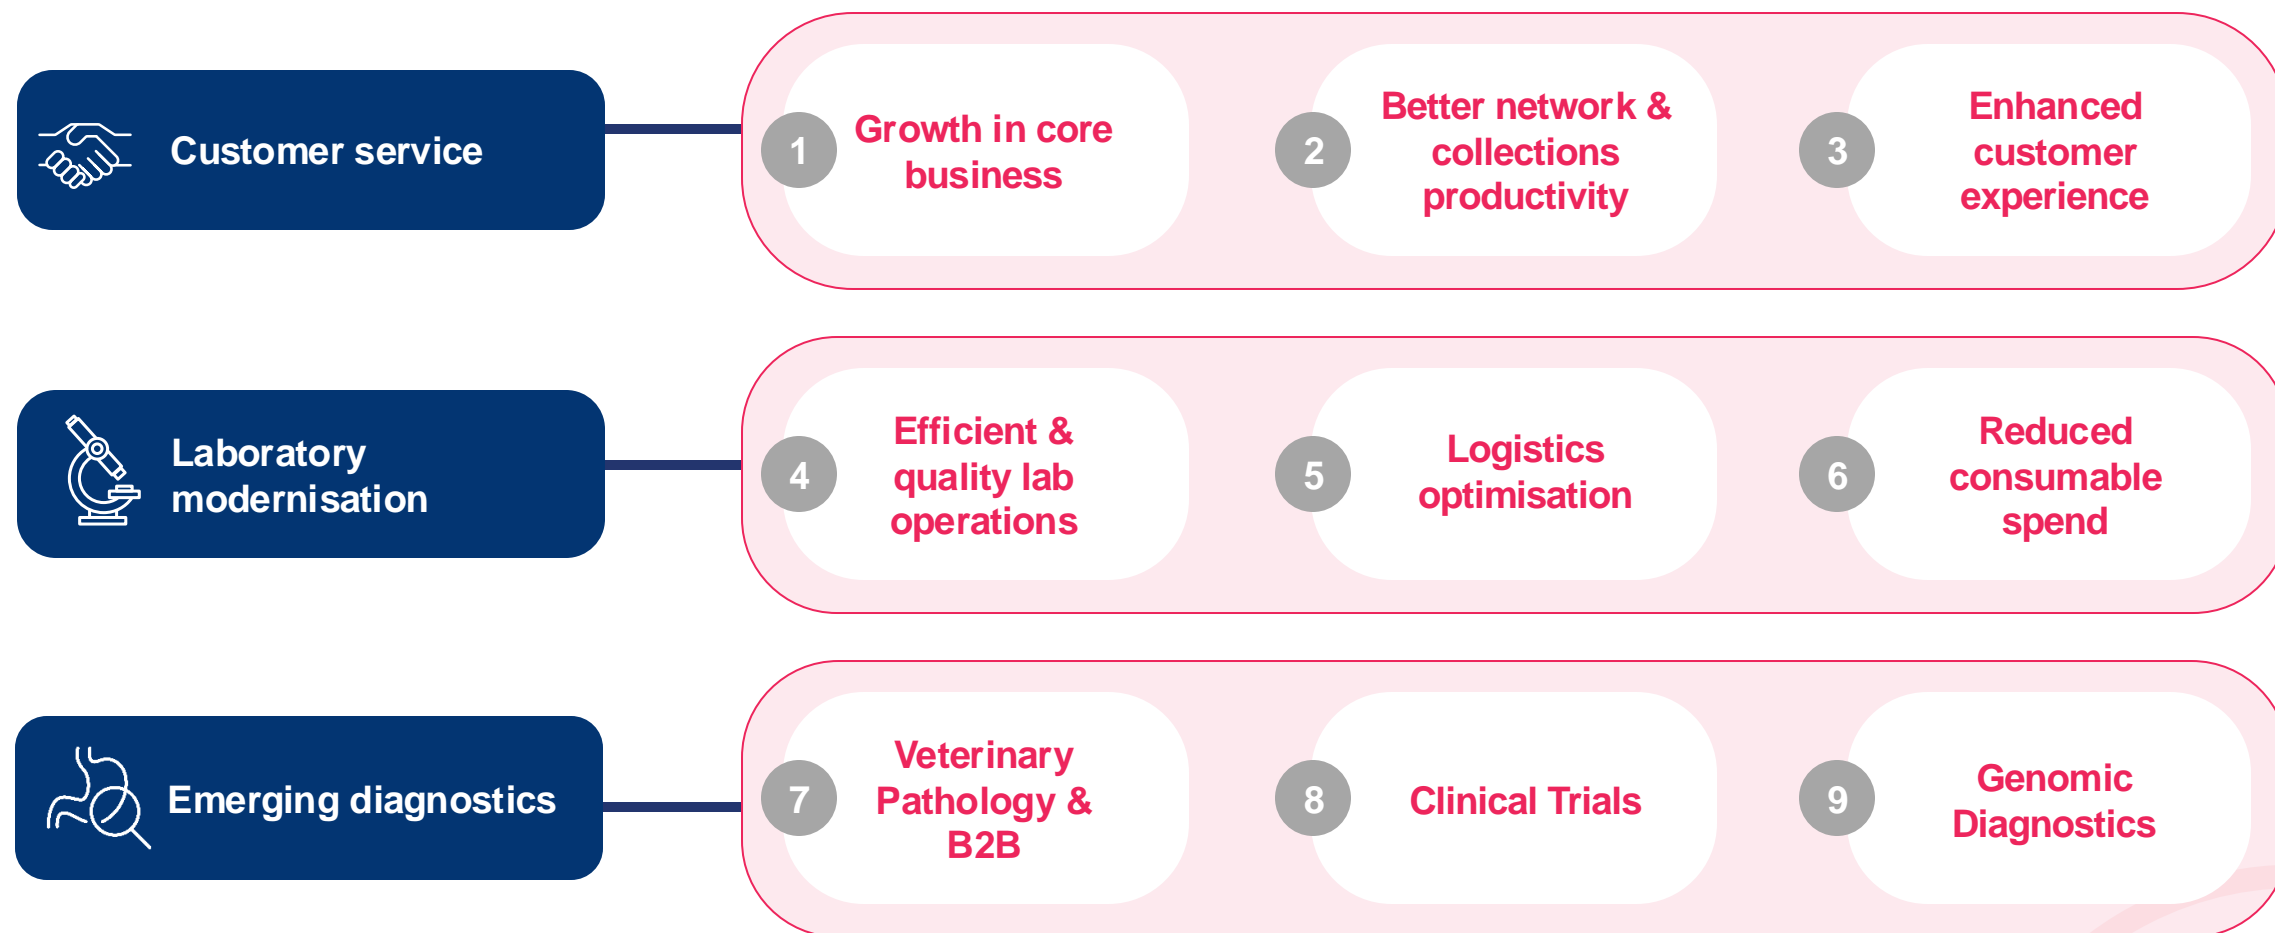 Customer service
1
Growth in core
business
2
Better network &
collections
productivity
3
Enhanced
customer
experience
Laboratory
modernisation
4
Efficient &
quality lab
operations
5
Logistics
optimisation
6
Reduced
consumable
spend
Emerging diagnostics
7
Veterinary
Pathology &
B2B
8
Clinical Trials
9
Genomic
Diagnostics